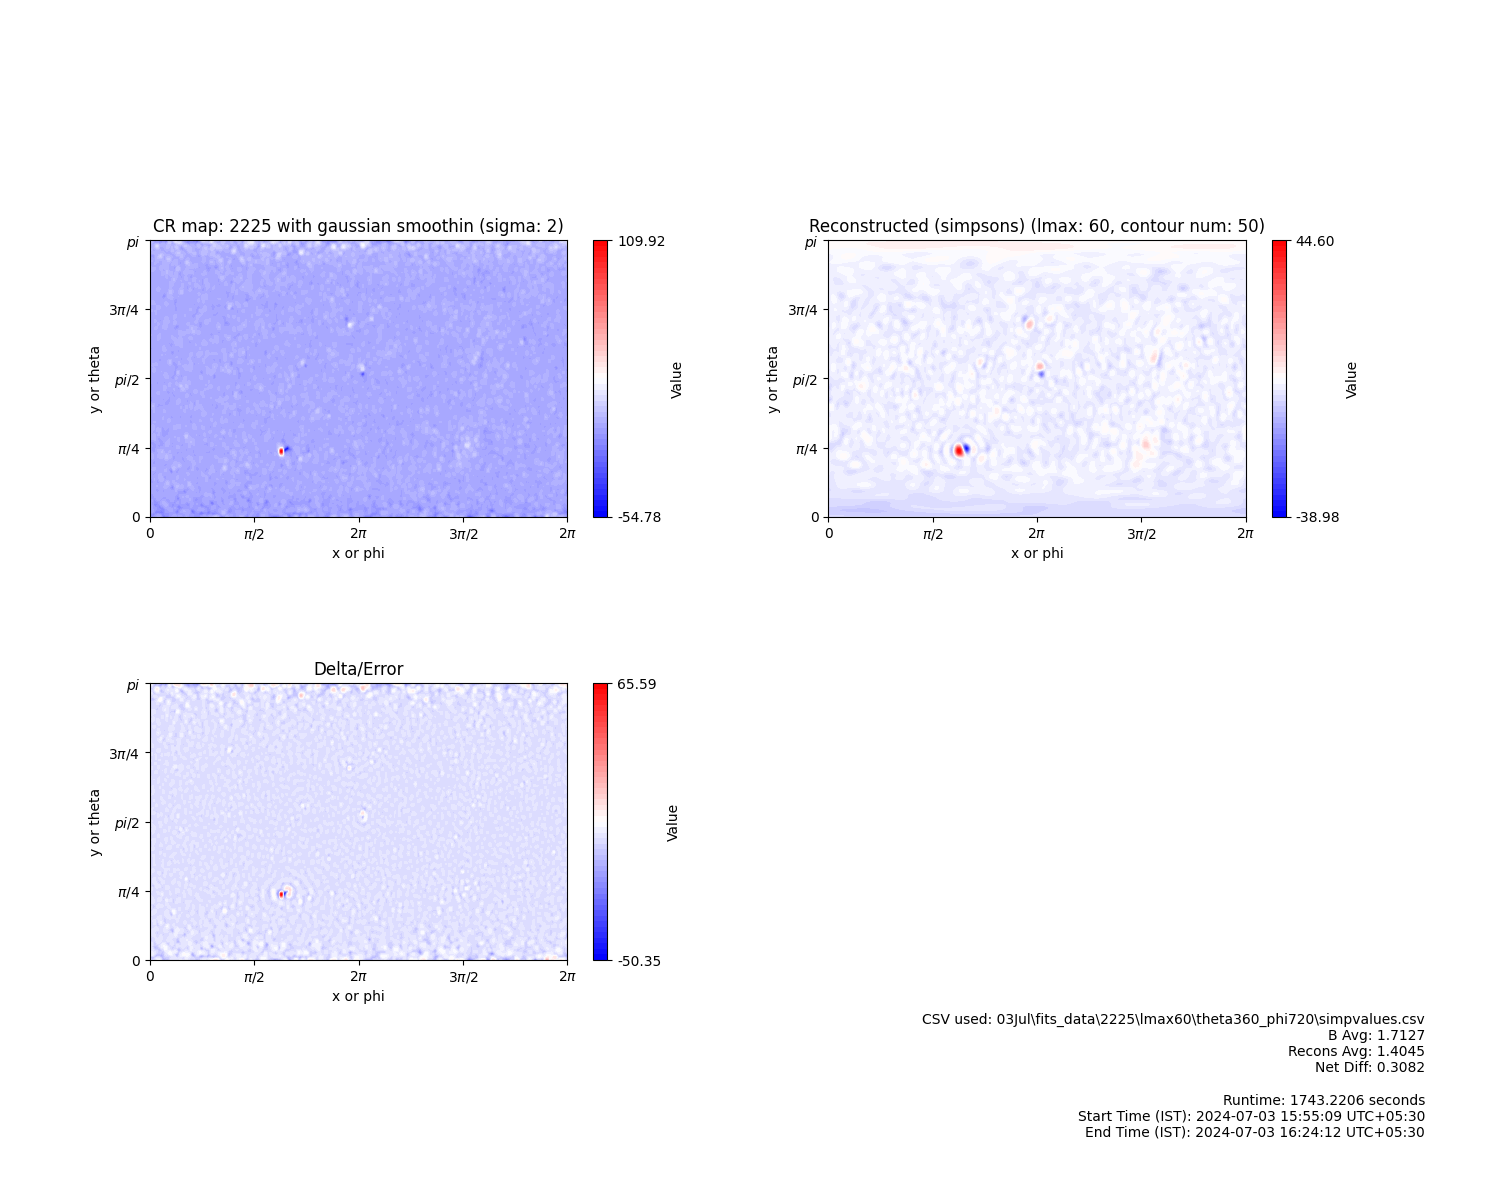 CR map: 2225 with gaussian smoothin (sigma: 2)
pi
3π/4
pi/2
π/4
0
y or theta
0
π/2
2π
3π/2
2π
x or phi
109.92
-54.78
Value
Reconstructed (simpsons) (lmax: 60, contour num: 50)
pi
3π/4
pi/2
π/4
0
y or theta
0
π/2
2π
3π/2
2π
x or phi
44.60
-38.98
Value
Delta/Error
pi
3π/4
pi/2
π/4
0
y or theta
0
π/2
2π
3π/2
2π
x or phi
65.59
-50.35
Value
CSV used: 03Jul\fits_data\2225\lmax60\theta360_phi720\simpvalues.csv
B Avg: 1.7127
Recons Avg: 1.4045
Net Diff: 0.3082
Runtime: 1743.2206 seconds
Start Time (IST): 2024-07-03 15:55:09 UTC+05:30
End Time (IST): 2024-07-03 16:24:12 UTC+05:30